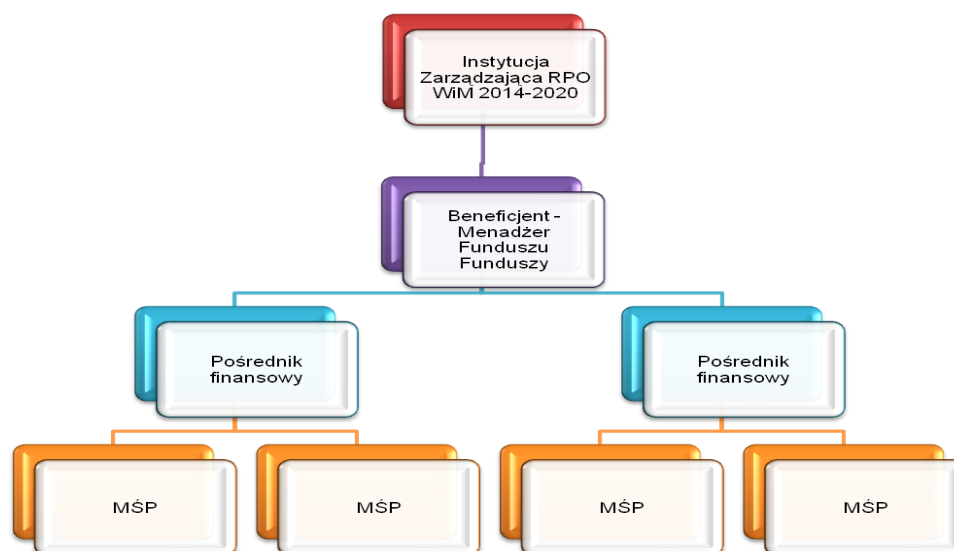 Instytucja
Zarządzająca RPO
WiM 2014-2020
Beneficjent -
Menadżer
Funduszu
Funduszy
Pośrednik
finansowy
Pośrednik
finansowy
MŚP
MŚP
MŚP
MŚP